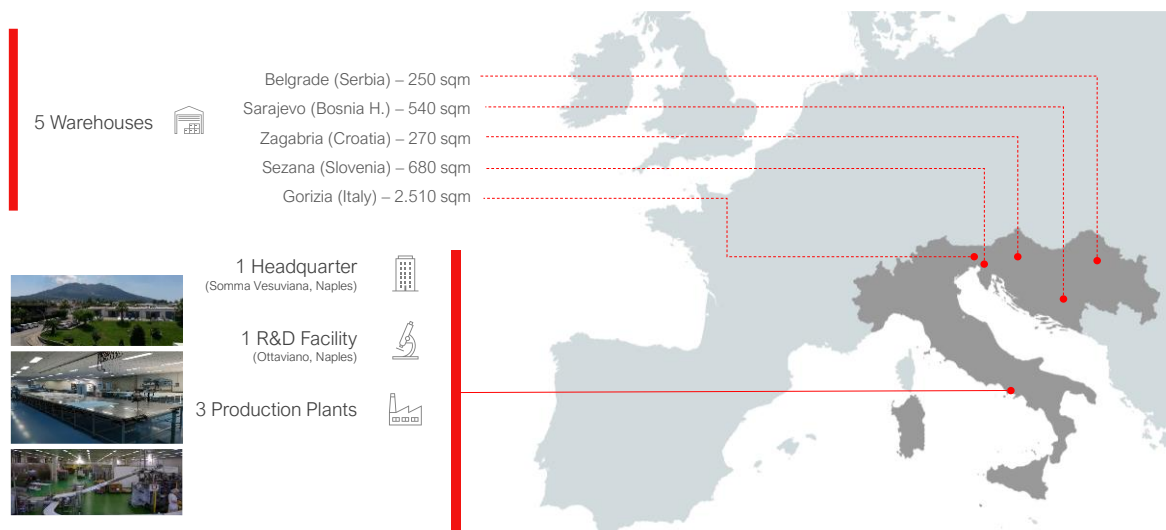 Belgrade (Serbia) – 250 sqm
Sarajevo (Bosnia H.) – 540 sqm
5 Warehouses
Zagabria (Croatia) – 270 sqm
Sezana (Slovenia) – 680 sqm
Gorizia (Italy) – 2.510 sqm
1 Headquarter
(Somma Vesuviana, Naples)
1 R&D Facility
(Ottaviano, Naples)
3 Production Plants